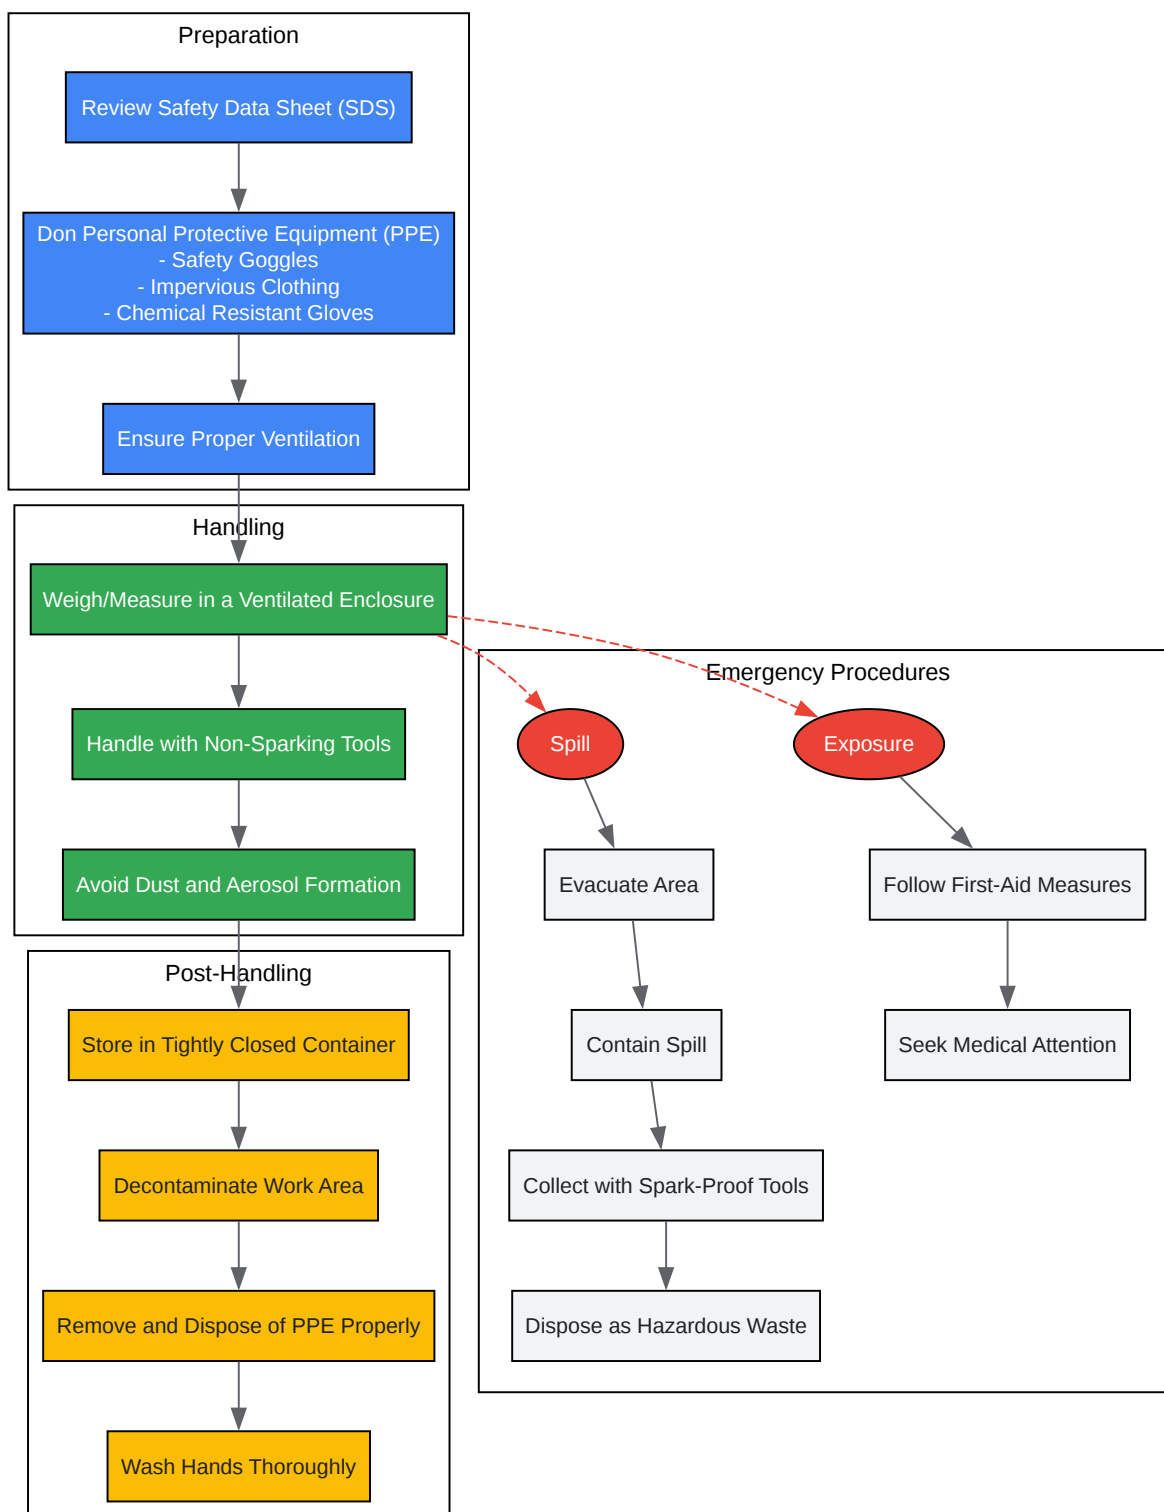 Preparation
Review Safety Data Sheet (SDS)
Don Personal Protective Equipment (PPE)
- Safety Goggles
- Impervious Clothing
- Chemical Resistant Gloves
Ensure Proper Ventilation
Handling
Weigh/Measure in a Ventilated Enclosure
Handle with Non-Sparking Tools
Avoid Dust and Aerosol Formation
Post-Handling
Store in Tightly Closed Container
Decontaminate Work Area
Remove and Dispose of PPE Properly
Wash Hands Thoroughly
Emergency Procedures
Spill
Evacuate Area
Contain Spill
Collect with Spark-Proof Tools
Dispose as Hazardous Waste
Exposure
Follow First-Aid Measures
Seek Medical Attention